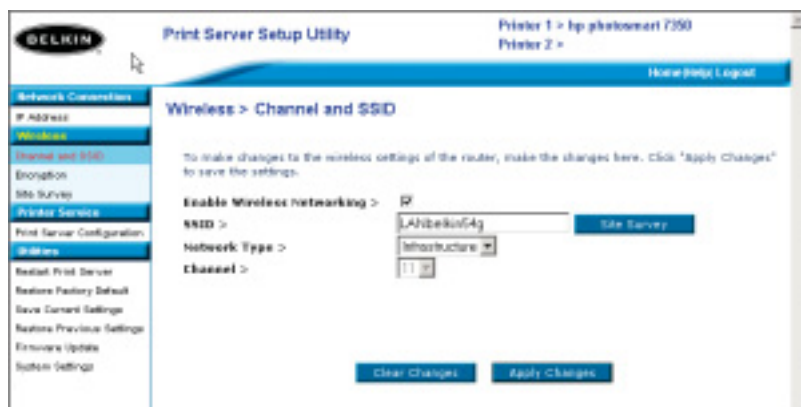 BELKIN
Print Server Setup Utility
Printer 1 > hp photosmart 7350
Printer 2 >
Home|Help| Logout
Network Connection
IP Address
Wireless
Channel and SSID
Encryption
Site Survey
Printer Service
Print Server Configuration
Utilities
Restart Print Server
Restore Factory Default
Save Current Settings
Restore Previous Settings
Firmware Update
System Settings
Wireless > Channel and SSID
To make changes to the wireless settings of the router, make the changes here. Click "Apply Changes"
to save the settings.
Enable Wireless Networking >
SSID >
LANbelkin54g
Site Survey
Network Type >
Infrastructure
Channel >
11
Clear Changes
Apply Changes